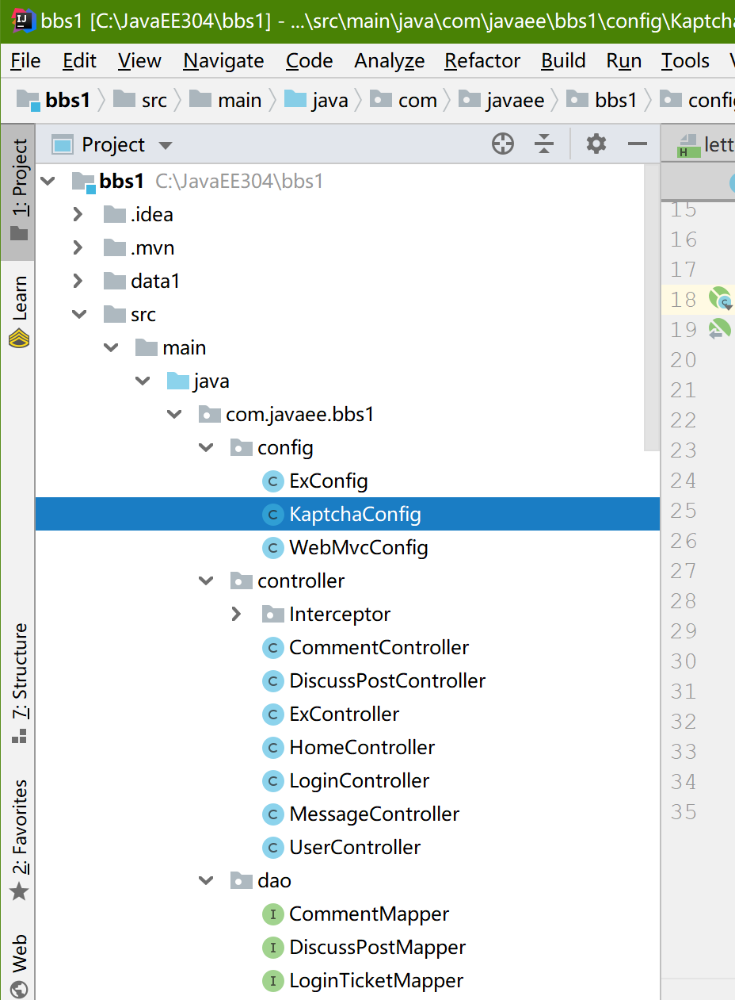 bbs1 [C:\JavaEE304\bbs1] - ...\src\main\java\com\javaee\bbs1\config\Kaptcha
File Edit View Navigate Code Analyze Refactor Build Run Tools
bbs1 src main java com javaee bbs1 config
1: Project
Learn
7: Structure
2: Favorites
Web
Project
bbs1 C:\JavaEE304\bbs1
.idea
.mvn
data1
src
main
java
com.javaee.bbs1
config
ExConfig
KaptchaConfig
WebMvcConfig
controller
Interceptor
CommentController
DiscussPostController
ExController
HomeController
LoginController
MessageController
UserController
dao
CommentMapper
DiscussPostMapper
LoginTicketMapper
lett
15
16
17
18
19
20
21
22
23
24
25
26
27
28
29
30
31
32
33
34
35